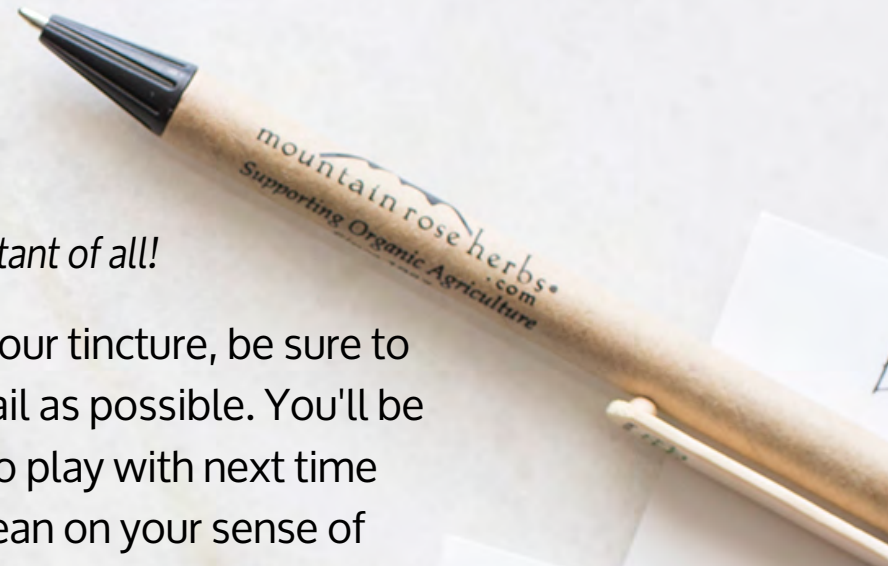 mountain rose herbs
.com
Supporting Organic Agriculture
tant of all!
our tincture, be sure to
ail as possible. You'll be
o play with next time
ean on your sense of